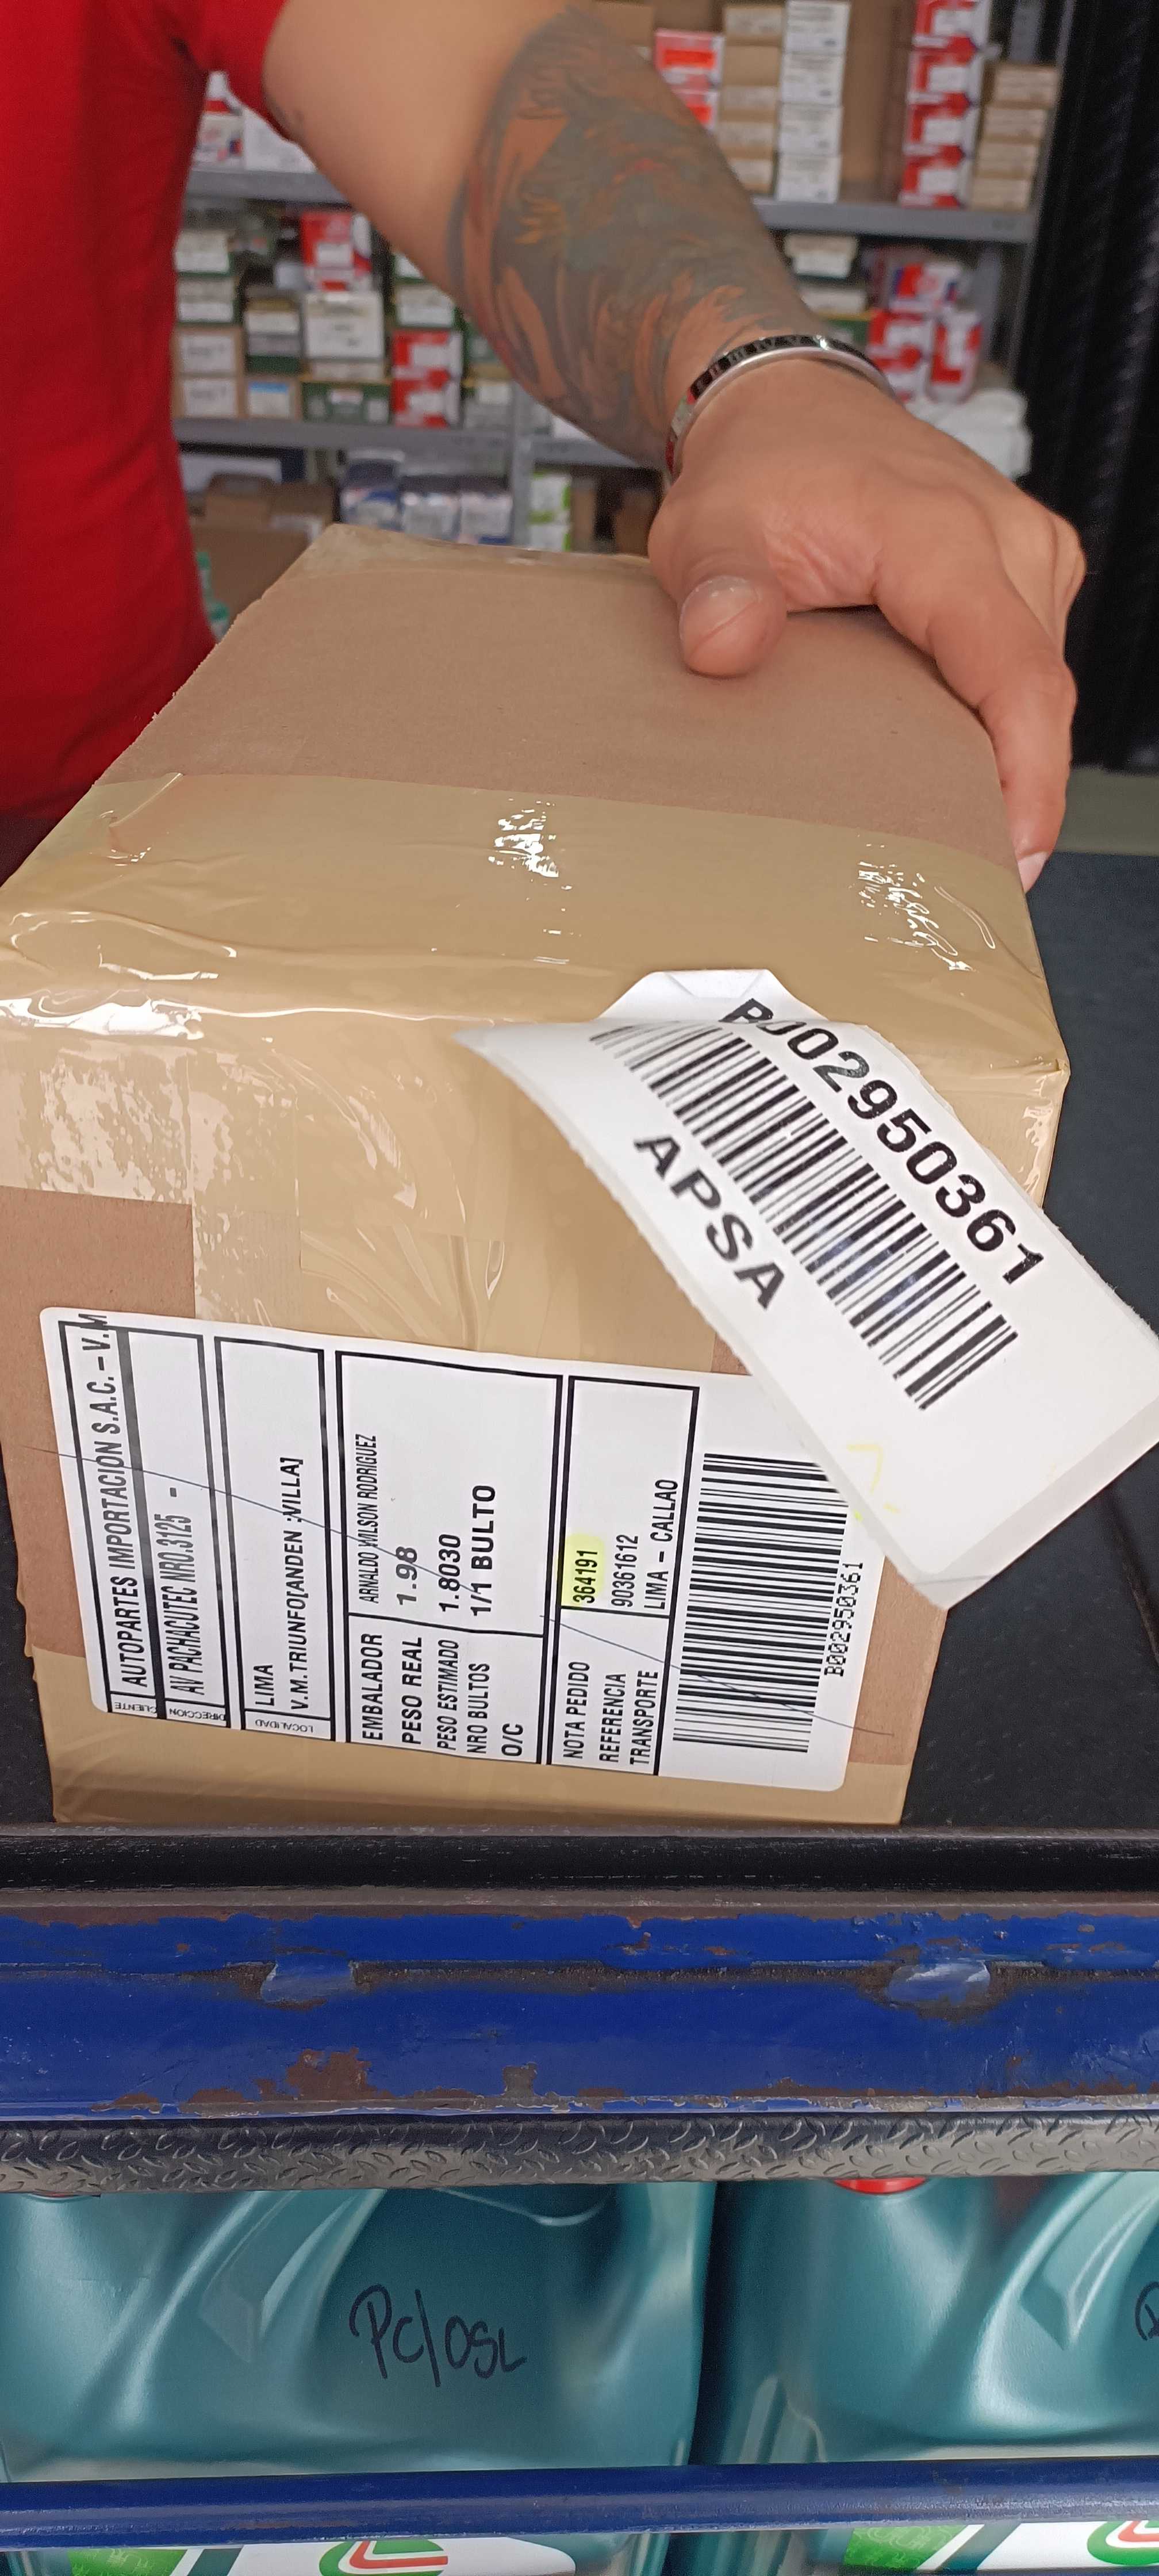 B002950361
APSA
CLIENTE AUTOPARTES IMPORTACION S.A.C. - V.M
DIRECCION AV PACHACUTEC NRO.3125 -
LOCALIDAD LIMA
V.M.TRIUNFO[ANDEN :VILLA]
EMBALADOR ARNALDO WILSON RODRIGUEZ
PESO REAL 1.98
PESO ESTIMADO 1.8030
NRO BULTOS 1/1 BULTO
O/C
NOTA PEDIDO 364191
REFERENCIA 90361612
TRANSPORTE LIMA - CALLAO
B002950361
PC/OSL